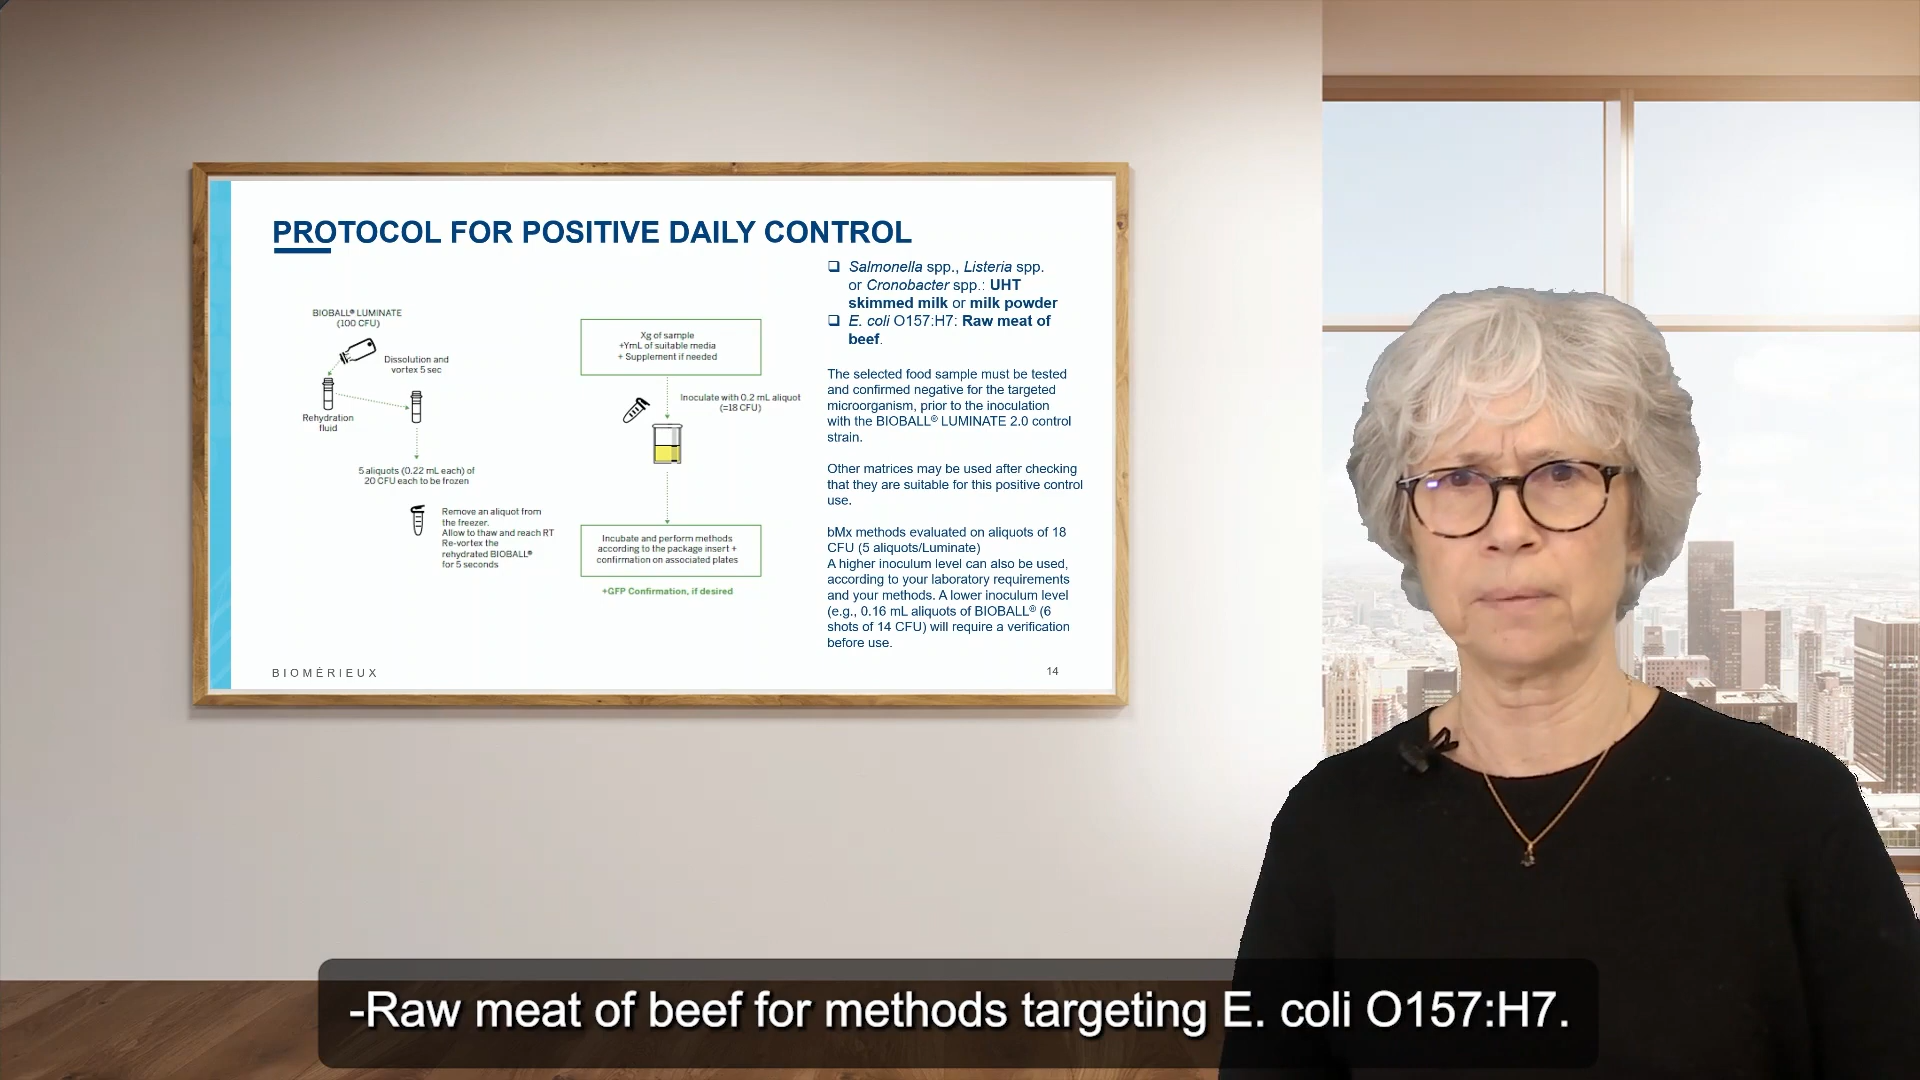 PROTOCOL FOR POSITIVE DAILY CONTROL
BIOBALL® LUMINATE
(100 CFU)
Dissolution and
vortex 5 sec
Rehydration
fluid
5 aliquots (0.22 mL each) of
20 CFU each to be frozen
Remove an aliquot from
the freezer.
Allow to thaw and reach RT
Re-vortex the
rehydrated BIOBALL®
for 5 seconds
Xg of sample
+YmL of suitable media
+ Supplement if needed
Inoculate with 0.2 mL aliquot
(=18 CFU)
Incubate and perform methods
according to the package insert +
confirmation on associated plates
+GFP Confirmation, if desired
❑ Salmonella spp., Listeria spp.
or Cronobacter spp.: UHT
skimmed milk or milk powder
❑ E. coli O157:H7: Raw meat of
beef.
The selected food sample must be tested
and confirmed negative for the targeted
microorganism, prior to the inoculation
with the BIOBALL® LUMINATE 2.0 control
strain.
Other matrices may be used after checking
that they are suitable for this positive control
use.
bMx methods evaluated on aliquots of 18
CFU (5 aliquots/Luminate)
A higher inoculum level can also be used,
according to your laboratory requirements
and your methods. A lower inoculum level
(e.g., 0.16 mL aliquots of BIOBALL® (6
shots of 14 CFU) will require a verification
before use.
BIOMÉRIEUX
14
-Raw meat of beef for methods targeting E. coli O157:H7.